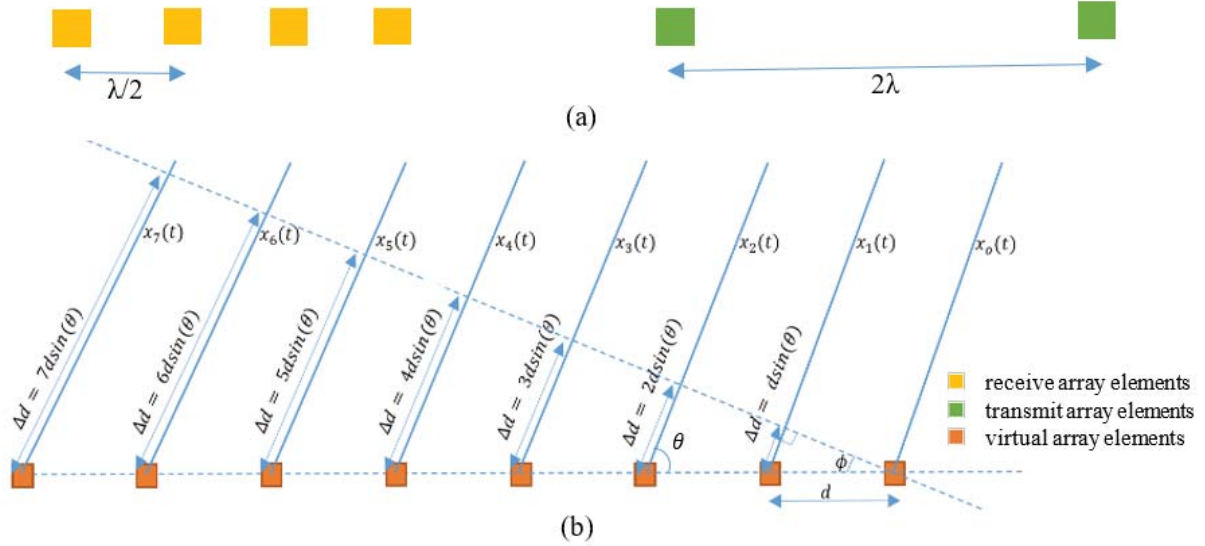 λ/2
2λ
(a)
x₇(t)
x₆(t)
x₅(t)
x₄(t)
x₃(t)
x₂(t)
x₁(t)
xₒ(t)
Δd = 7dsin(θ)
Δd = 6dsin(θ)
Δd = 5dsin(θ)
Δd = 4dsin(θ)
Δd = 3dsin(θ)
Δd = 2dsin(θ)
Δd = dsin(θ)
receive array elements
transmit array elements
virtual array elements
θ
ϕ
d
(b)